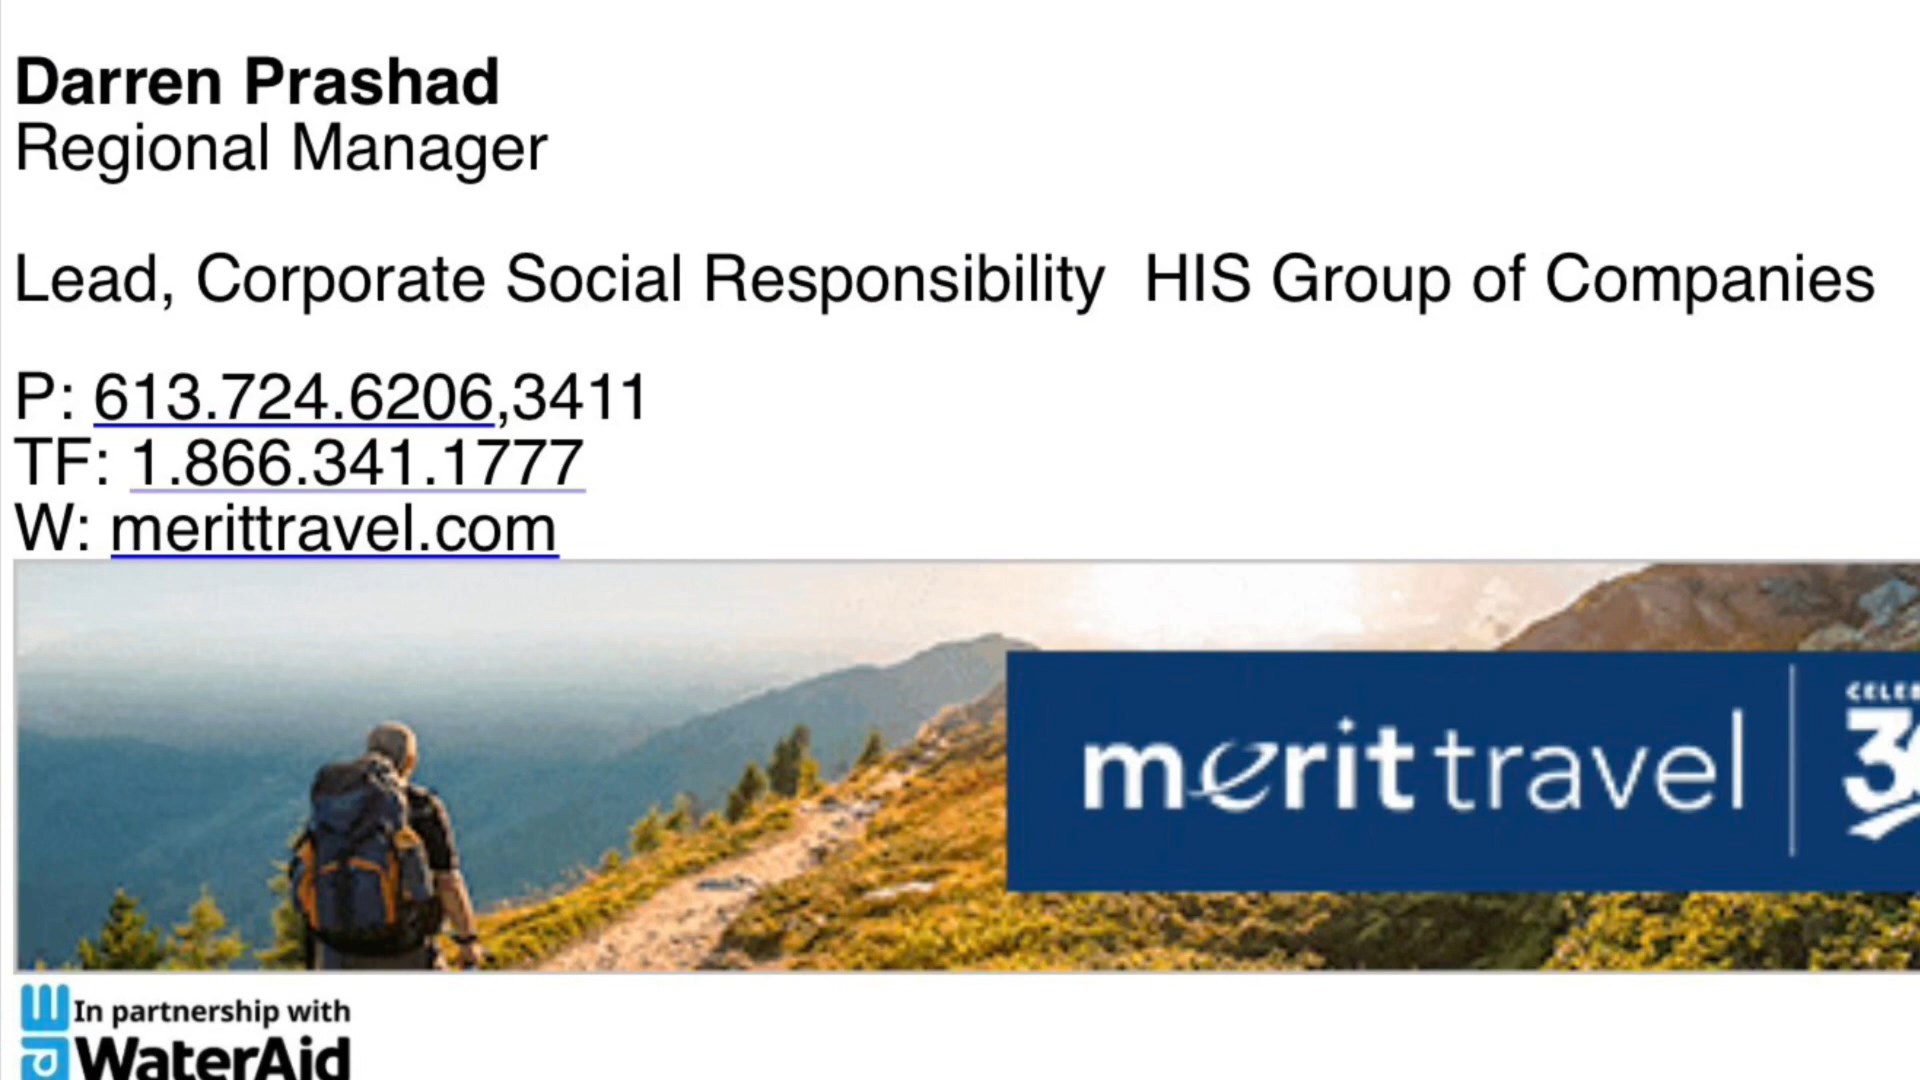 Darren Prashad
Regional Manager
Lead, Corporate Social Responsibility  HIS Group of Companies
P: 613.724.6206,3411
TF: 1.866.341.1777
W: merittravel.com
merit travel
In partnership with
WaterAid